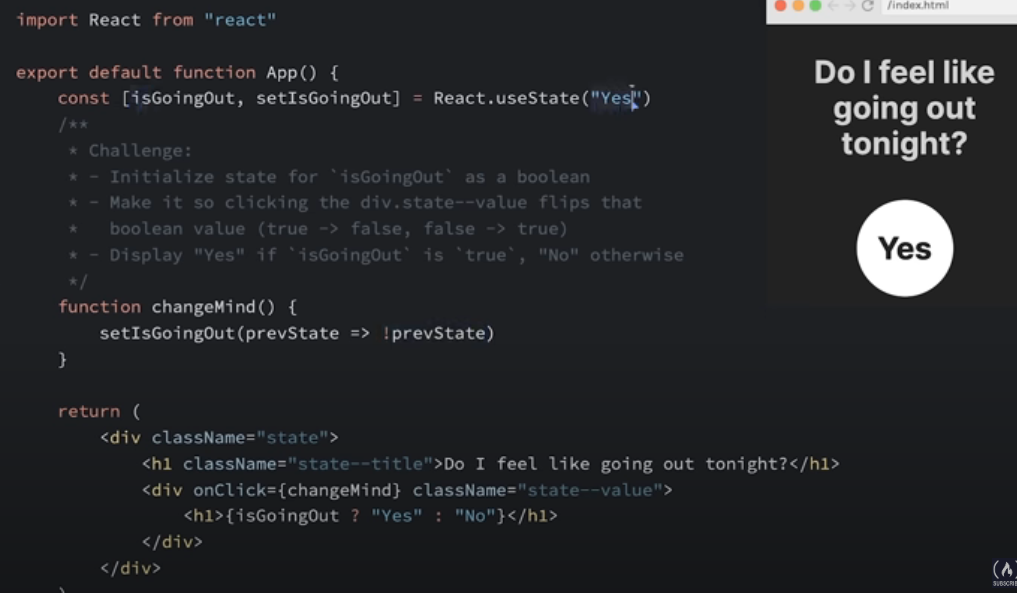 import React from "react"
export default function App() {
const [isGoingOut, setIsGoingOut] = React.useState("Yes")
/**
* Challenge:
* - Initialize state for `isGoingOut` as a boolean
* - Make it so clicking the div.state--value flips that
*   boolean value (true -> false, false -> true)
* - Display "Yes" if `isGoingOut` is `true`, "No" otherwise
*/
function changeMind() {
setIsGoingOut(prevState => !prevState)
}
return (
<div className="state">
<h1 className="state--title">Do I feel like going out tonight?</h1>
<div onClick={changeMind} className="state--value">
<h1>{isGoingOut ? "Yes" : "No"}</h1>
</div>
</div>
/index.html
Do I feel like
going out
tonight?
Yes